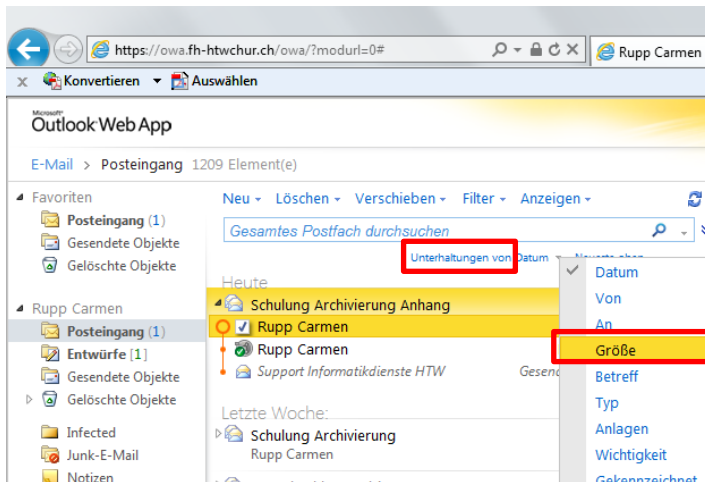 https://owa.fh-htwchur.ch/owa/?modurl=0#
Rupp Carmen
x Konvertieren Auswählen
Microsoft®
Outlook Web App
E-Mail > Posteingang 1209 Element(e)
Favoriten
Posteingang (1)
Gesendete Objekte
Gelöschte Objekte
Rupp Carmen
Posteingang (1)
Entwürfe [1]
Gesendete Objekte
Gelöschte Objekte
Infected
Junk-E-Mail
Notizen
Neu Löschen Verschieben Filter Anzeigen
Gesamtes Postfach durchsuchen
Unterhaltungen von Datum
Heute
Schulung Archivierung Anhang
Rupp Carmen
Rupp Carmen
Support Informatikdienste HTW Gesend
Letzte Woche:
Schulung Archivierung
Rupp Carmen
Datum
Von
An
Größe
Betreff
Typ
Anlagen
Wichtigkeit
Gekennzeichnet